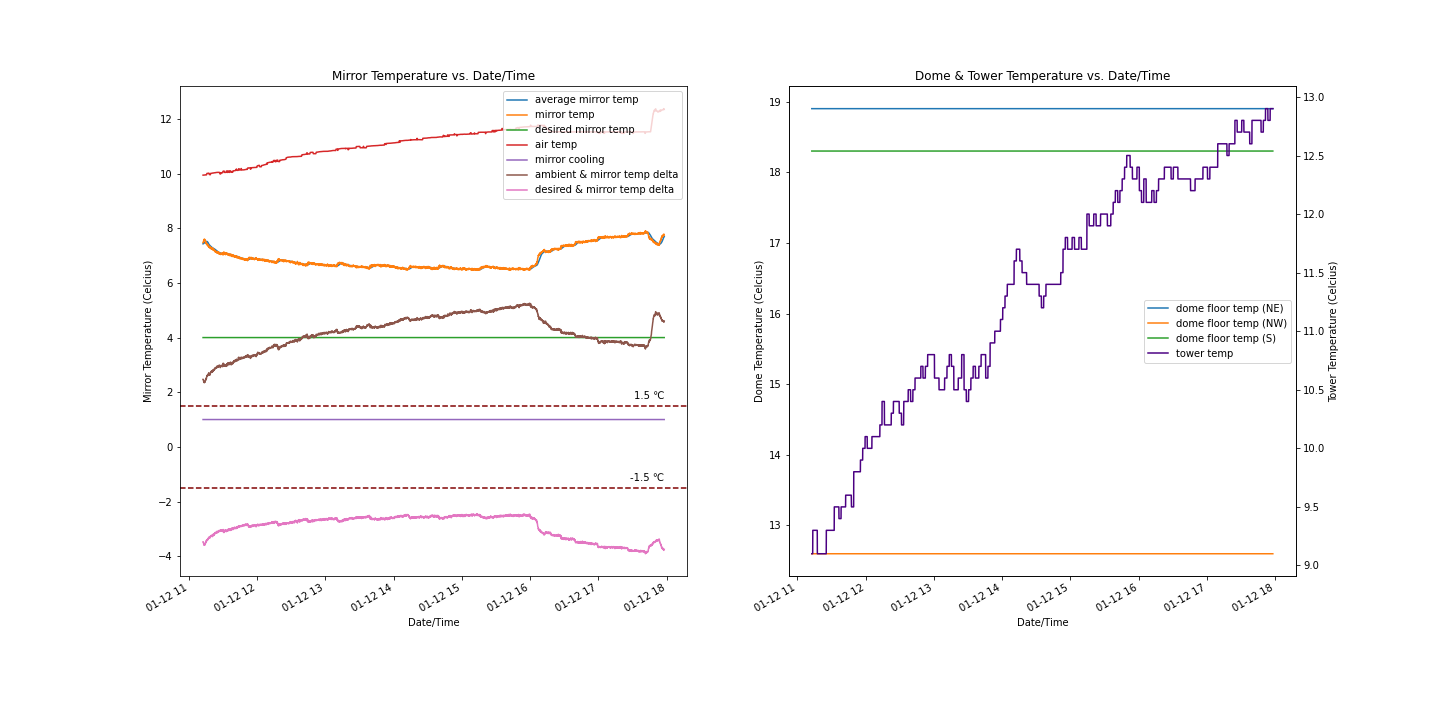 Mirror Temperature vs. Date/Time
Mirror Temperature (Celcius)
12
10
8
6
4
2
0
−2
−4
average mirror temp
mirror temp
desired mirror temp
air temp
mirror cooling
ambient & mirror temp delta
desired & mirror temp delta
1.5 °C
-1.5 °C
01-12 11
01-12 12
01-12 13
01-12 14
01-12 15
01-12 16
01-12 17
01-12 18
Date/Time
Dome & Tower Temperature vs. Date/Time
Dome Temperature (Celcius)
19
18
17
16
15
14
13
dome floor temp (NE)
dome floor temp (NW)
dome floor temp (S)
tower temp
13.0
12.5
12.0
11.5
11.0
10.5
10.0
9.5
9.0
Tower Temperature (Celcius)
01-12 11
01-12 12
01-12 13
01-12 14
01-12 15
01-12 16
01-12 17
01-12 18
Date/Time